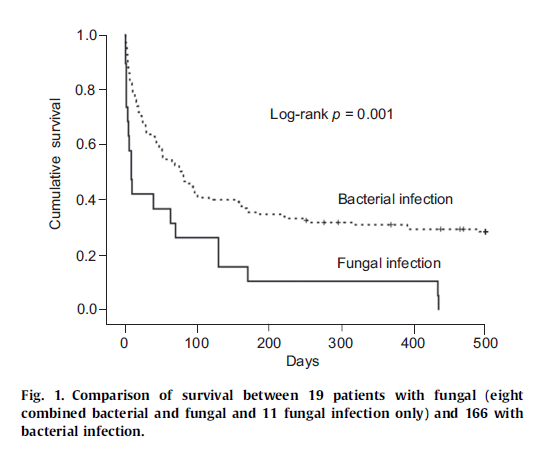 1.0
0.8
0.6
0.4
0.2
0.0
Cumulative survival
Log-rank p = 0.001
Bacterial infection
Fungal infection
0 100 200 300 400 500
Days
Fig. 1. Comparison of survival between 19 patients with fungal (eight
combined bacterial and fungal and 11 fungal infection only) and 166 with
bacterial infection.